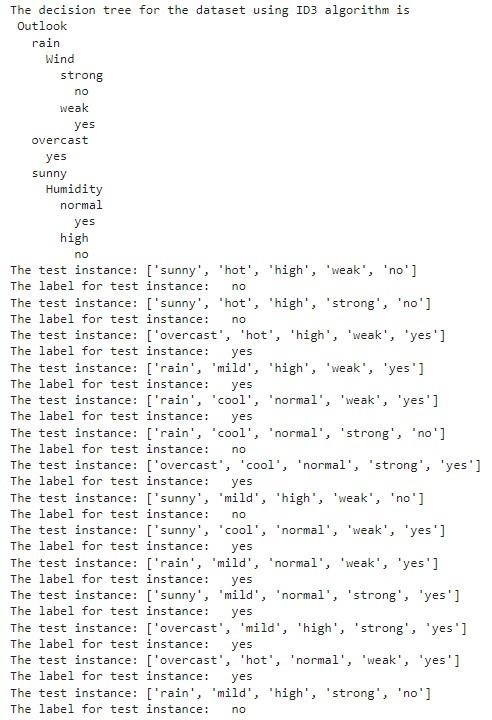 The decision tree for the dataset using ID3 algorithm is
Outlook
rain
Wind
strong
no
weak
yes
overcast
yes
sunny
Humidity
normal
yes
high
no
The test instance: ['sunny', 'hot', 'high', 'weak', 'no']
The label for test instance: no
The test instance: ['sunny', 'hot', 'high', 'strong', 'no']
The label for test instance: no
The test instance: ['overcast', 'hot', 'high', 'weak', 'yes']
The label for test instance: yes
The test instance: ['rain', 'mild', 'high', 'weak', 'yes']
The label for test instance: yes
The test instance: ['rain', 'cool', 'normal', 'weak', 'yes']
The label for test instance: yes
The test instance: ['rain', 'cool', 'normal', 'strong', 'no']
The label for test instance: no
The test instance: ['overcast', 'cool', 'normal', 'strong', 'yes']
The label for test instance: yes
The test instance: ['sunny', 'mild', 'high', 'weak', 'no']
The label for test instance: no
The test instance: ['sunny', 'cool', 'normal', 'weak', 'yes']
The label for test instance: yes
The test instance: ['rain', 'mild', 'normal', 'weak', 'yes']
The label for test instance: yes
The test instance: ['sunny', 'mild', 'normal', 'strong', 'yes']
The label for test instance: yes
The test instance: ['overcast', 'mild', 'high', 'strong', 'yes']
The label for test instance: yes
The test instance: ['overcast', 'hot', 'normal', 'weak', 'yes']
The label for test instance: yes
The test instance: ['rain', 'mild', 'high', 'strong', 'no']
The label for test instance: no